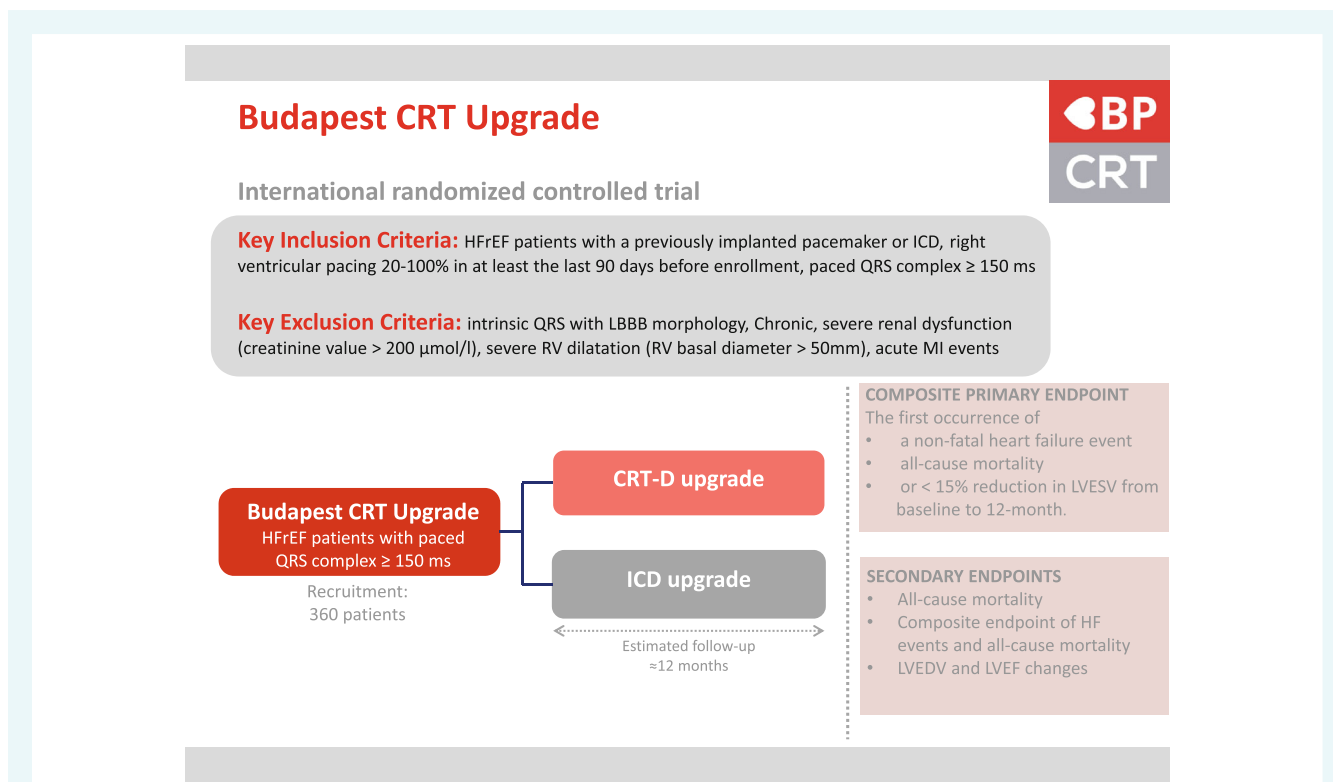 Budapest CRT Upgrade
BP
CRT
International randomized controlled trial
Key Inclusion Criteria: HFrEF patients with a previously implanted pacemaker or ICD, right
ventricular pacing 20-100% in at least the last 90 days before enrollment, paced QRS complex ≥ 150 ms
Key Exclusion Criteria: intrinsic QRS with LBBB morphology, Chronic, severe renal dysfunction
(creatinine value > 200 µmol/l), severe RV dilatation (RV basal diameter > 50mm), acute MI events
Budapest CRT Upgrade
HFrEF patients with paced
QRS complex ≥ 150 ms
Recruitment:
360 patients
CRT-D upgrade
ICD upgrade
Estimated follow-up
≈12 months
COMPOSITE PRIMARY ENDPOINT
The first occurrence of
• a non-fatal heart failure event
• all-cause mortality
• or < 15% reduction in LVESV from
baseline to 12-month.
SECONDARY ENDPOINTS
• All-cause mortality
• Composite endpoint of HF
events and all-cause mortality
• LVEDV and LVEF changes